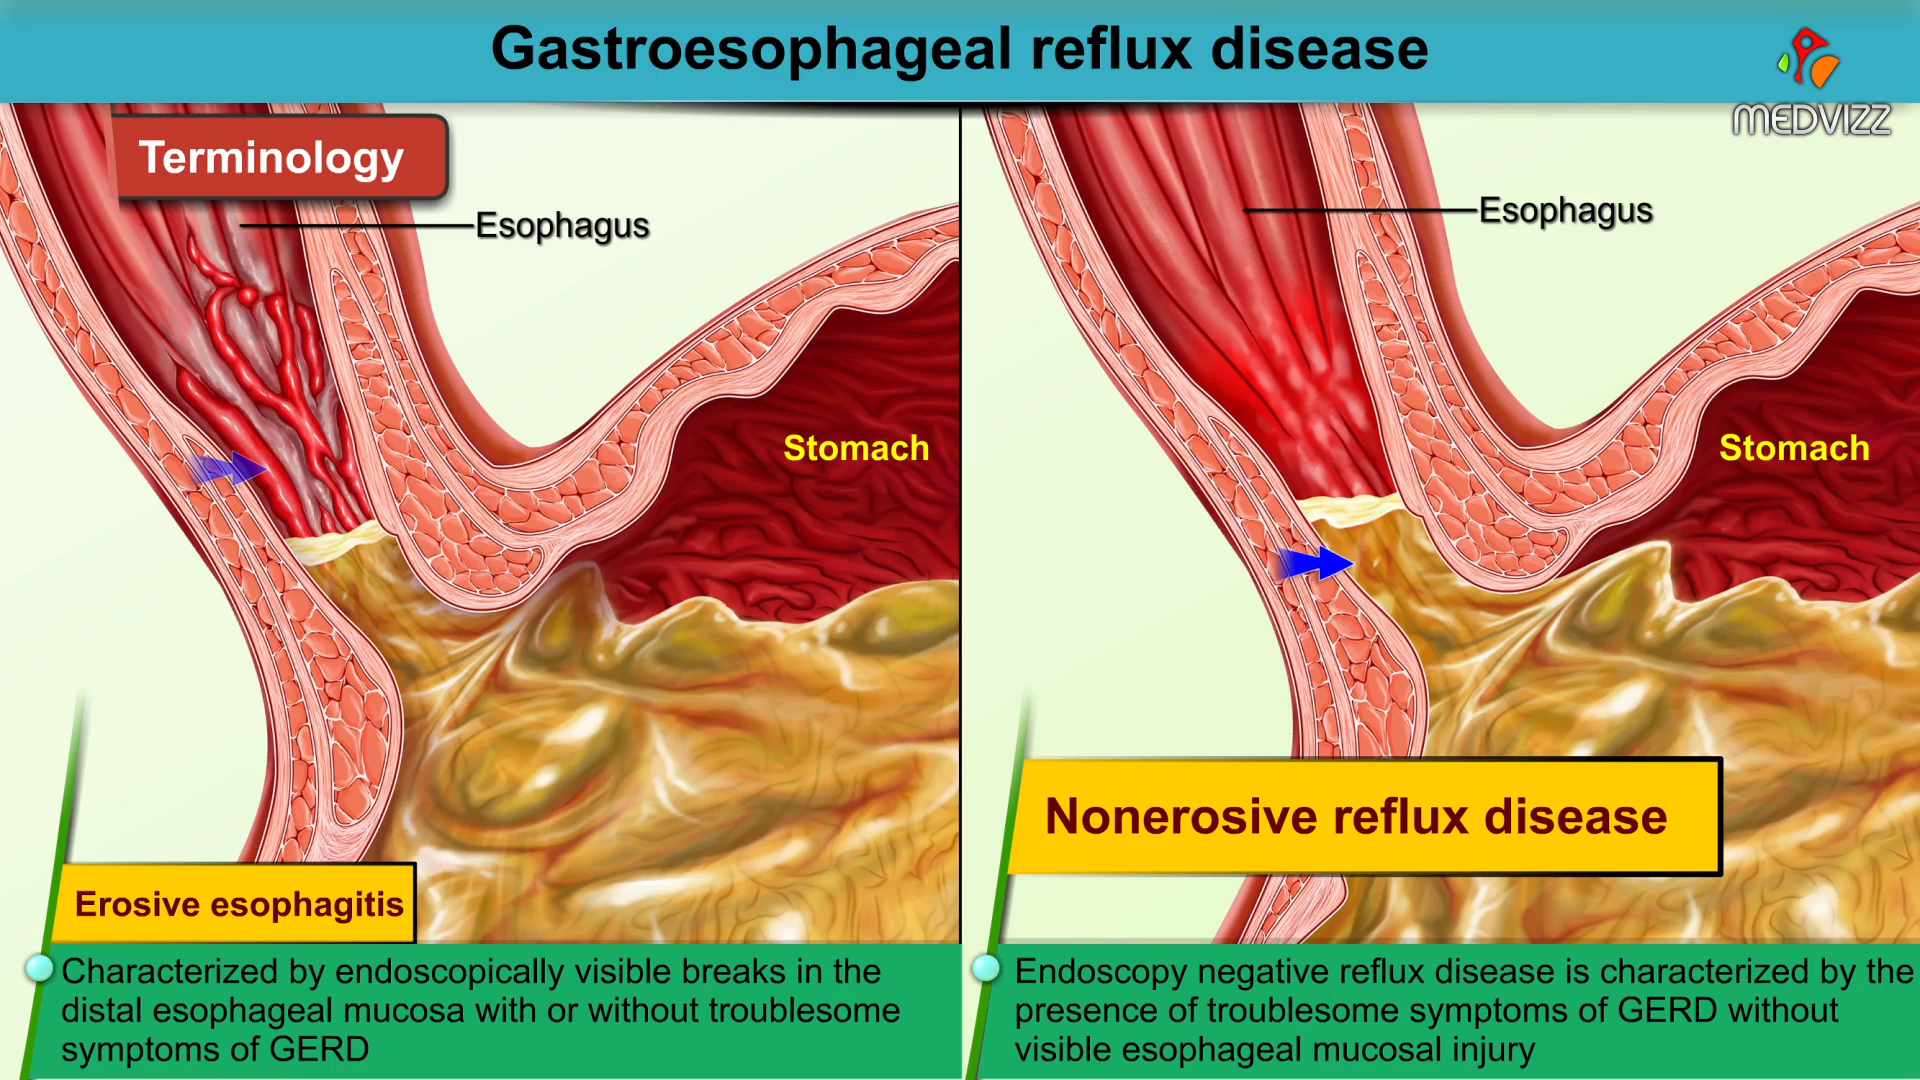 Gastroesophageal reflux disease
MEDVIZZ
Terminology
Esophagus
Stomach
Erosive esophagitis
Characterized by endoscopically visible breaks in the
distal esophageal mucosa with or without troublesome
symptoms of GERD
Esophagus
Stomach
Nonerosive reflux disease
Endoscopy negative reflux disease is characterized by the
presence of troublesome symptoms of GERD without
visible esophageal mucosal injury